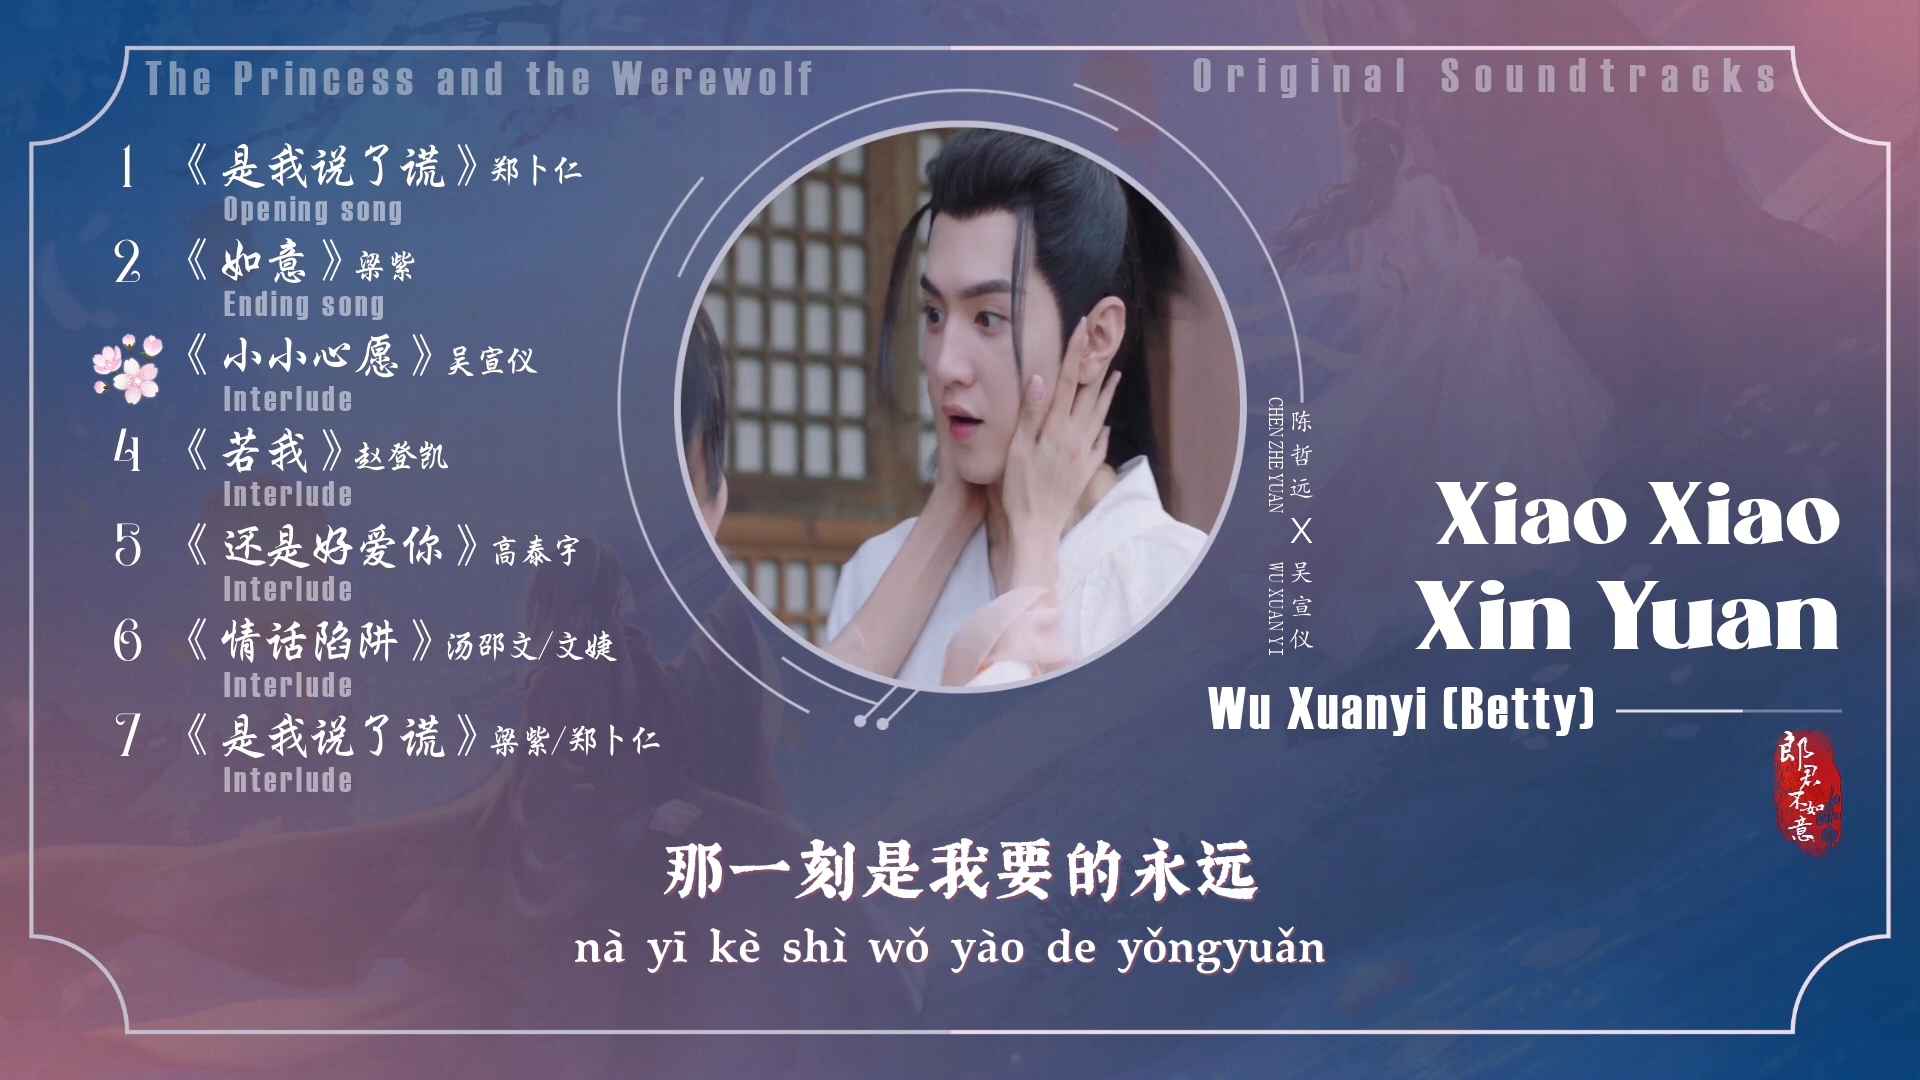 The Princess and the Werewolf
Original Soundtracks
1 《是我说了谎》郑卜仁
Opening song
2 《如意》梁紫
Ending song
《小小心愿》吴宣仪
Interlude
4 《若我》赵登凯
Interlude
5 《还是好爱你》高泰宇
Interlude
6 《情话陷阱》汤邵文/文婕
Interlude
7 《是我说了谎》梁紫/郑卜仁
Interlude
陈哲远 X 吴宣仪
CHEN ZHE YUAN
WU XUAN YI
Xiao Xiao
Xin Yuan
Wu Xuanyi (Betty)
郎君不如意
那一刻是我要的永远
nà yī kè shì wǒ yào de yǒngyuǎn